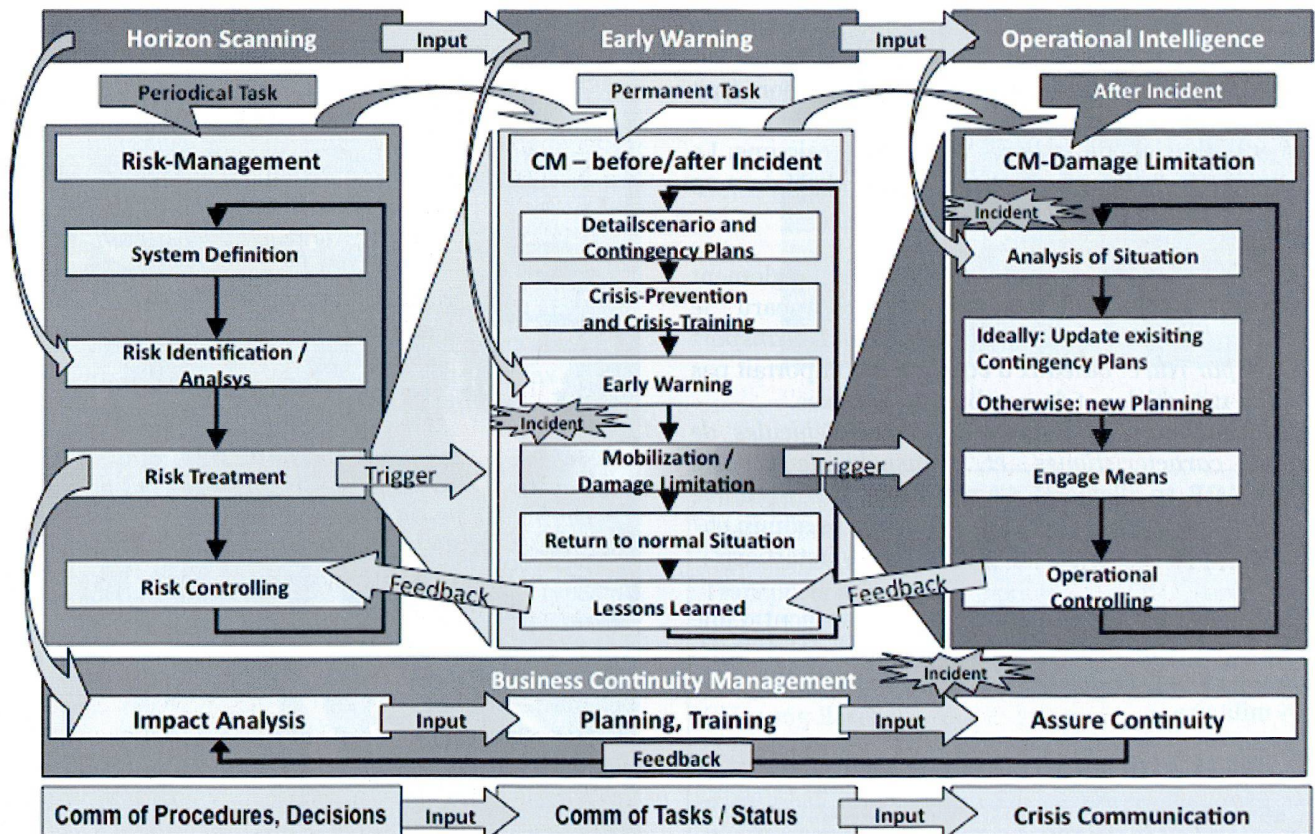 Horizon Scanning
Input
Early Warning
Input
Operational Intelligence
Periodical Task
Permanent Task
After Incident
Risk-Management
System Definition
Risk Identification /
Analsys
Risk Treatment
Risk Controlling
Trigger
Feedback
CM – before/after Incident
Detailscenario and
Contingency Plans
Crisis-Prevention
and Crisis-Training
Early Warning
Incident
Mobilization /
Damage Limitation
Return to normal Situation
Lessons Learned
Trigger
Feedback
CM-Damage Limitation
Incident
Analysis of Situation
Ideally: Update exisiting
Contingency Plans
Otherwise: new Planning
Engage Means
Operational
Controlling
Business Continuity Management
Incident
Impact Analysis
Input
Planning, Training
Input
Assure Continuity
Feedback
Comm of Procedures, Decisions
Input
Comm of Tasks / Status
Input
Crisis Communication